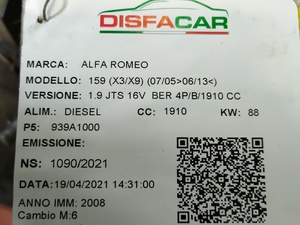 DISFACAR
MARCA: ALFA ROMEO
MODELLO: 159 (X3/X9) (07/05>06/13<)
VERSIONE: 1.9 JTS 16V BER 4P/B/1910 CC
ALIM.: DIESEL CC: 1910 KW: 88
P5: 939A1000
EMISSIONE:
NS: 1090/2021
DATA:19/04/2021 14:31:00
ANNO IMM: 2008
Cambio M:6